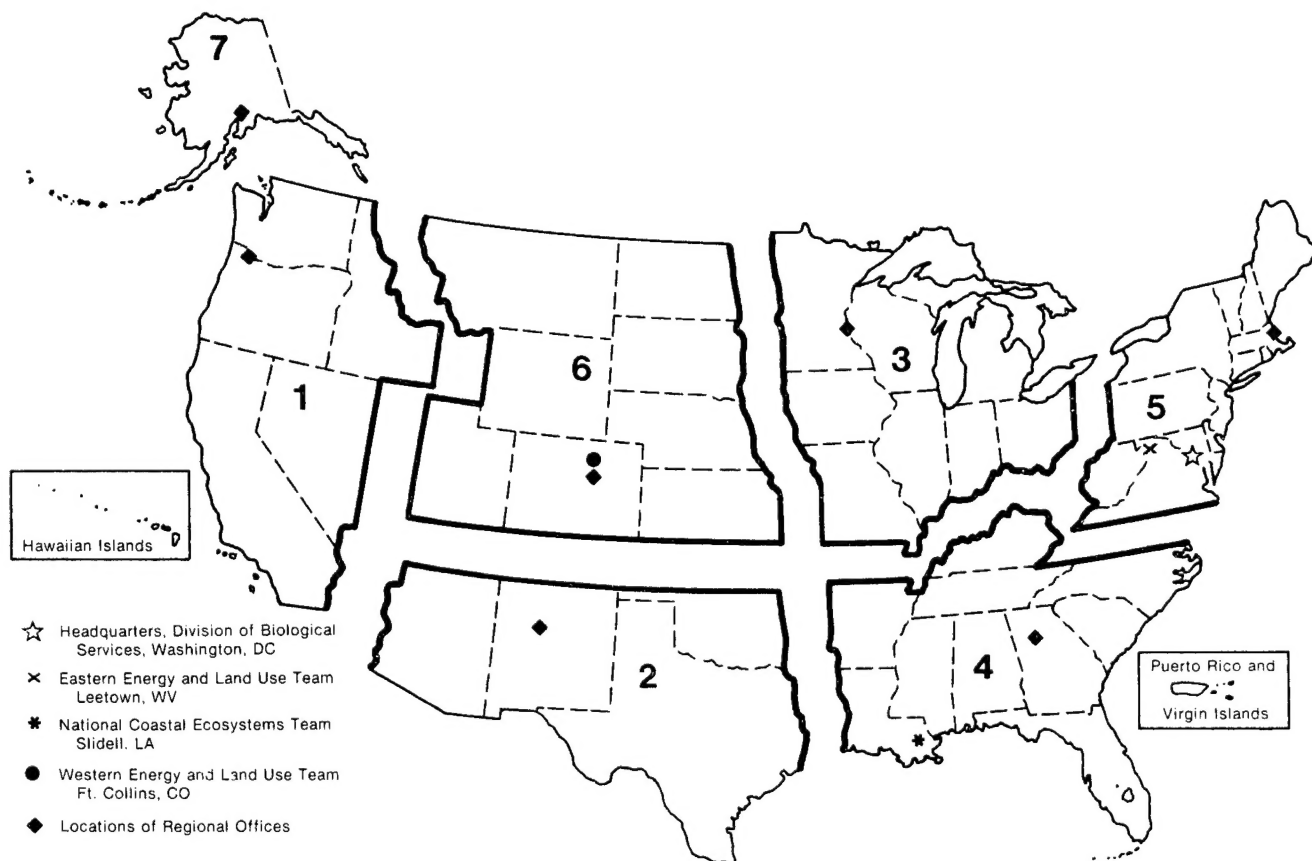 7
6
3
1
5
Hawaiian Islands
☆ Headquarters, Division of Biological
Services, Washington, DC
× Eastern Energy and Land Use Team
Leetown, WV
* National Coastal Ecosystems Team
Slidell, LA
● Western Energy and Land Use Team
Ft. Collins, CO
◆ Locations of Regional Offices
2
4
Puerto Rico and
Virgin Islands